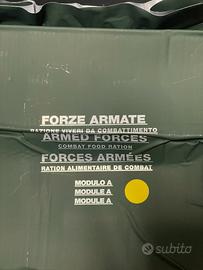 FORZE ARMATE
RAZIONE VIVERI DA COMBATTIMENTO
ARMED FORCES
COMBAT FOOD RATION
FORCES ARMÉES
RATION ALIMENTAIRE DE COMBAT
MODULO A
MODULE A
MODULE A
subito